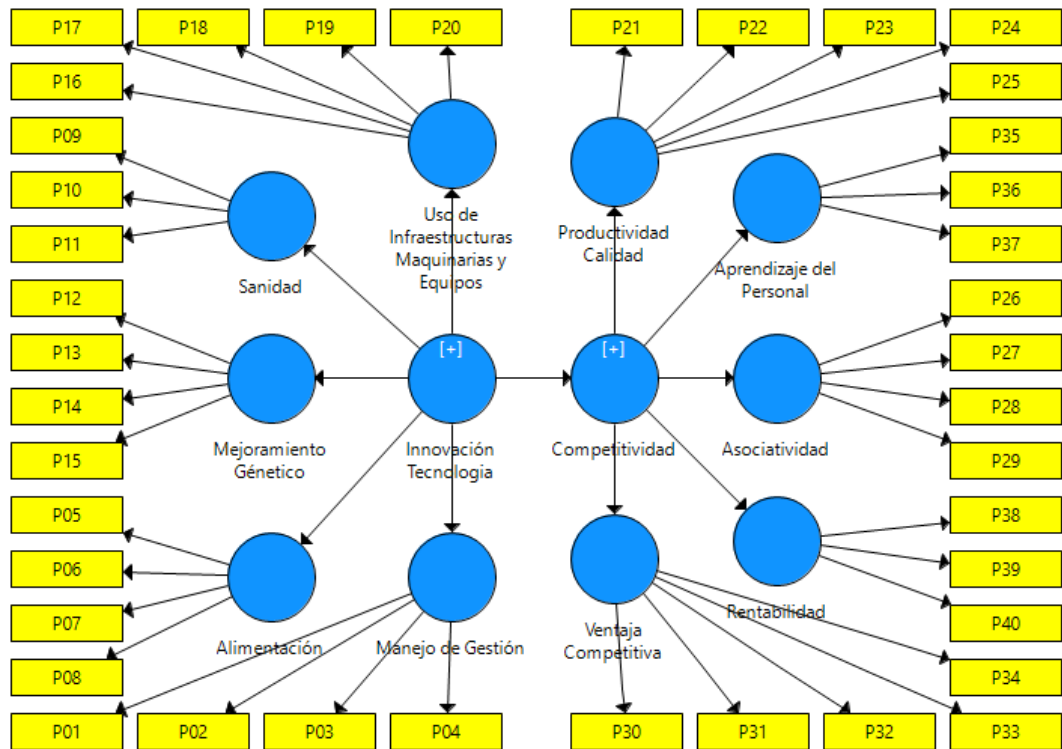 P17
P18
P19
P20
P21
P22
P23
P24
P16
P25
P09
P35
P10
P36
P11
P37
Uso de
Infraestructuras
Maquinarias y
Equipos
Productividad
Calidad
Sanidad
Aprendizaje del
Personal
P12
P26
P13
P27
P14
P28
P15
P29
[+]
[+]
Mejoramiento
Génetico
Innovación
Tecnologia
Competitividad
Asociatividad
P05
P38
P06
P39
P07
P40
P08
P34
Alimentación
Manejo de Gestión
Ventaja
Competitiva
Rentabilidad
P01
P02
P03
P04
P30
P31
P32
P33